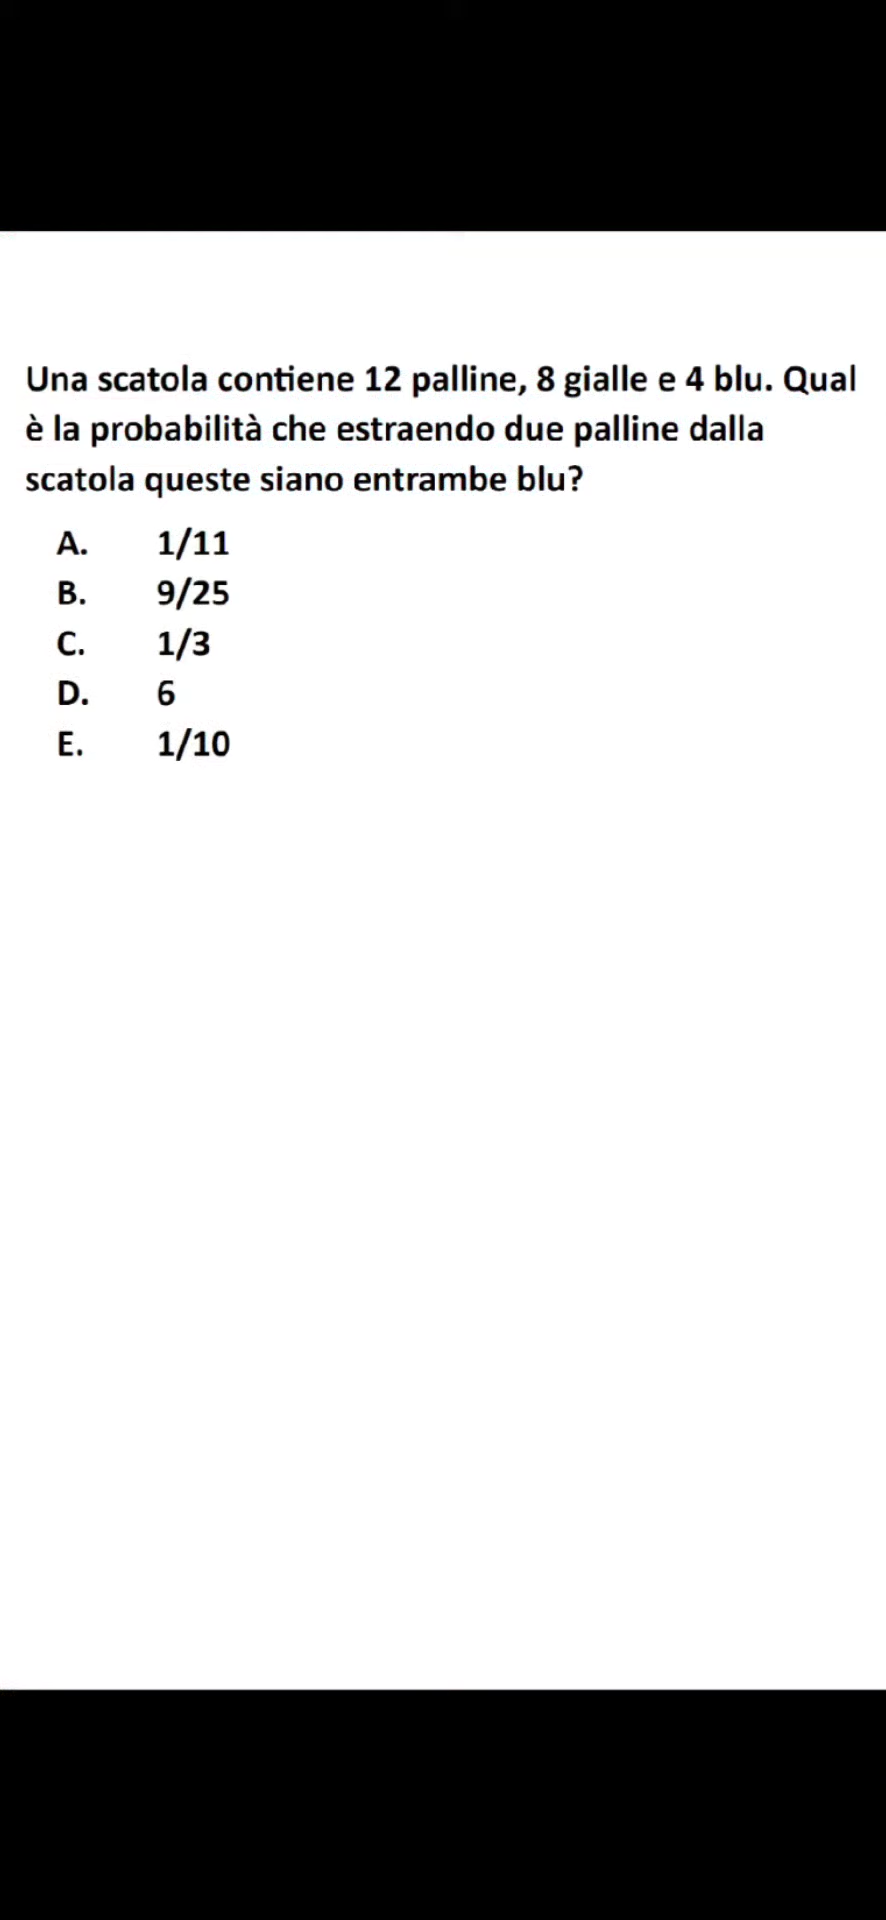 Una scatola contiene 12 palline, 8 gialle e 4 blu. Qual
è la probabilità che estraendo due palline dalla
scatola queste siano entrambe blu?
A. 1/11
B. 9/25
C. 1/3
D. 6
E. 1/10